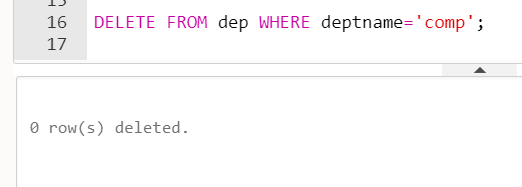 16 DELETE FROM dep WHERE deptname='comp';
17
0 row(s) deleted.